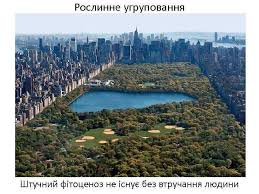 Рослинне угруповання
Штучний фітоценоз не існує без втручання людини